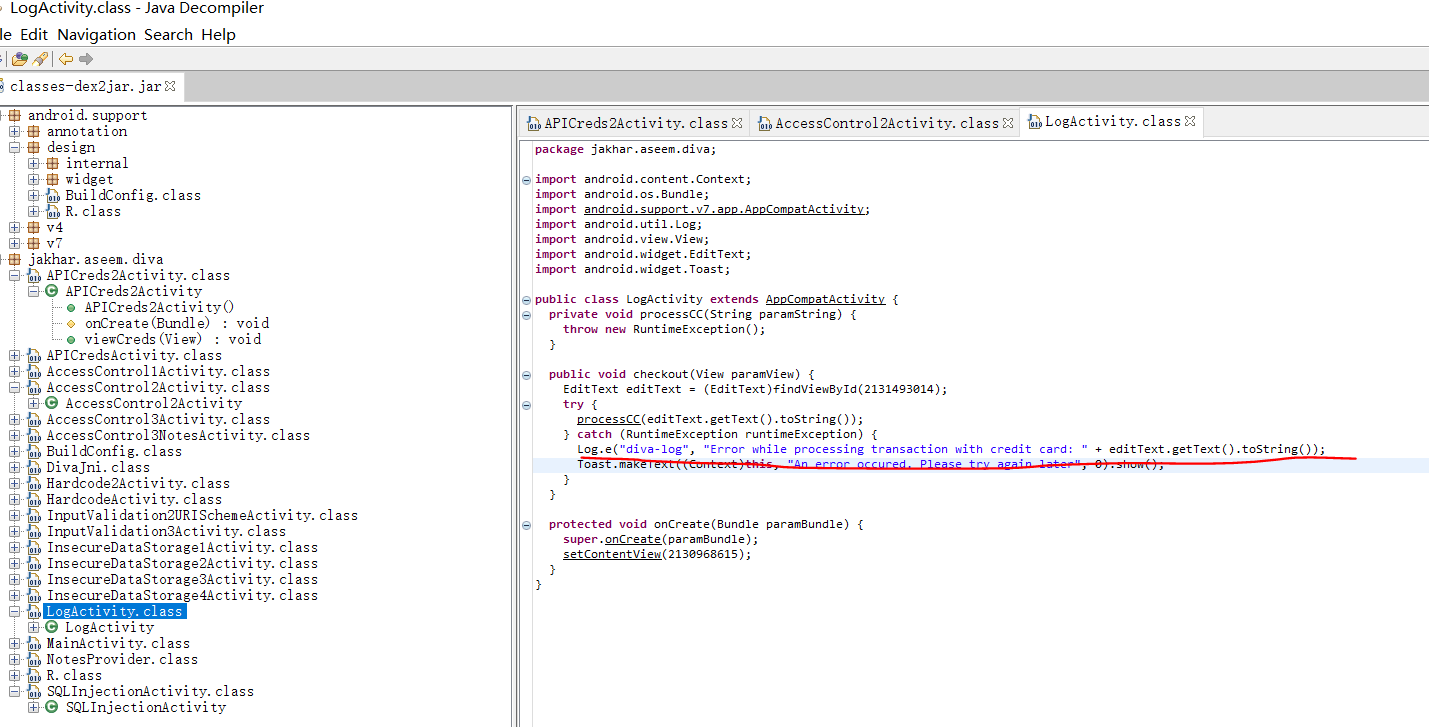 LogActivity.class - Java Decompiler
le Edit Navigation Search Help
classes-dex2jar.jar
android.support
annotation
design
internal
widget
BuildConfig.class
R.class
v4
v7
jakhar.aseem.diva
APICreds2Activity.class
APICreds2Activity
APICreds2Activity()
onCreate(Bundle) : void
viewCreds(View) : void
APICredsActivity.class
AccessControl1Activity.class
AccessControl2Activity.class
AccessControl2Activity
AccessControl3Activity.class
AccessControl3NotesActivity.class
BuildConfig.class
DivaJni.class
Hardcode2Activity.class
HardcodeActivity.class
InputValidation2URISchemeActivity.class
InputValidation3Activity.class
InsecureDataStorage1Activity.class
InsecureDataStorage2Activity.class
InsecureDataStorage3Activity.class
InsecureDataStorage4Activity.class
LogActivity.class
LogActivity
MainActivity.class
NotesProvider.class
R.class
SQLInjectionActivity.class
SQLInjectionActivity
APICreds2Activity.class AccessControl2Activity.class LogActivity.class
package jakhar.aseem.diva;
import android.content.Context;
import android.os.Bundle;
import android.support.v7.app.AppCompatActivity;
import android.util.Log;
import android.view.View;
import android.widget.EditText;
import android.widget.Toast;
public class LogActivity extends AppCompatActivity {
private void processCC(String paramString) {
throw new RuntimeException();
}
public void checkout(View paramView) {
EditText editText = (EditText)findViewById(2131493014);
try {
processCC(editText.getText().toString());
} catch (RuntimeException runtimeException) {
Log.e("diva-log", "Error while processing transaction with credit card: " + editText.getText().toString());
Toast.makeText((Context)this, "An error occured. Please try again later", 0).show();
}
}
protected void onCreate(Bundle paramBundle) {
super.onCreate(paramBundle);
setContentView(2130968615);
}
}